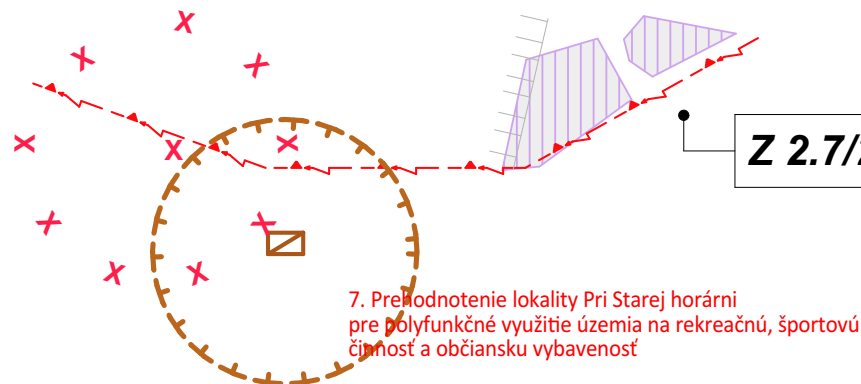 Z 2.7/
7. Prehodnotenie lokality Pri Starej horárni
pre polyfunkčné využitie územia na rekreačnú, športovú
činnosť a občiansku vybavenosť